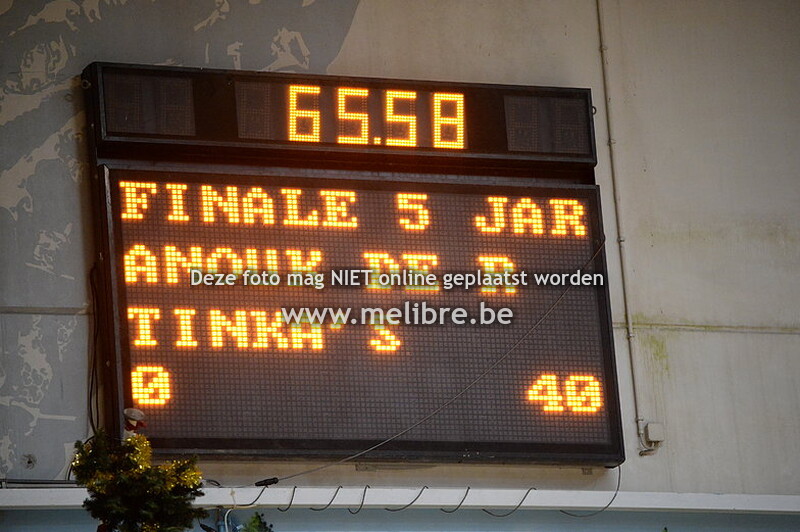 65.58
FINALE 5 JAR
ANOUK DE R
Deze foto mag NIET online geplaatst worden
TINKA'S
www.melibre.be
0 40